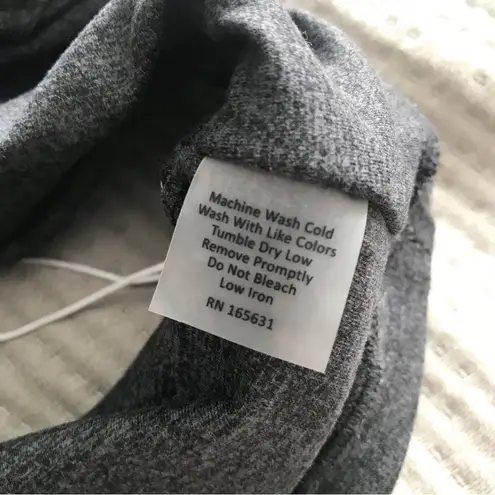 Machine Wash Cold
Wash With Like Colors
Tumble Dry Low
Remove Promptly
Do Not Bleach
Low Iron
RN 165631